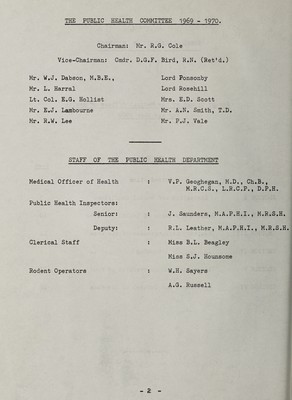 THE PUBLIC HEALTH COMMITTEE 1969 - 1970.
Chairman: Mr. R.G. Cole
Vice-Chairman: Cmdr. D.G.F. Bird, R.N. (Ret'd.)
Mr. W.J. Dabson, M.B.E., Lord Ponsonby
Mr. L. Harral Lord Rosehill
Lt. Col. E.G. Hollist Mrs. E.D. Scott
Mr. E.J. Lambourne Mr. A.N. Smith, T.D.
Mr. R.W. Lee Mr. P.J. Vale
STAFF OF THE PUBLIC HEALTH DEPARTMENT
Medical Officer of Health : V.P. Geoghegan, M.D., Ch.B.,
M.R.C.S., L.R.C.P., D.P.H.
Public Health Inspectors:
Senior: : J. Saunders, M.A.P.H.I., M.R.S.H.
Deputy: : R.L. Leather, M.A.P.H.I., M.R.S.H.
Clerical Staff : Miss B.L. Beagley
Miss S.J. Hounsome
Rodent Operators : W.H. Sayers
A.G. Russell
- 2 -